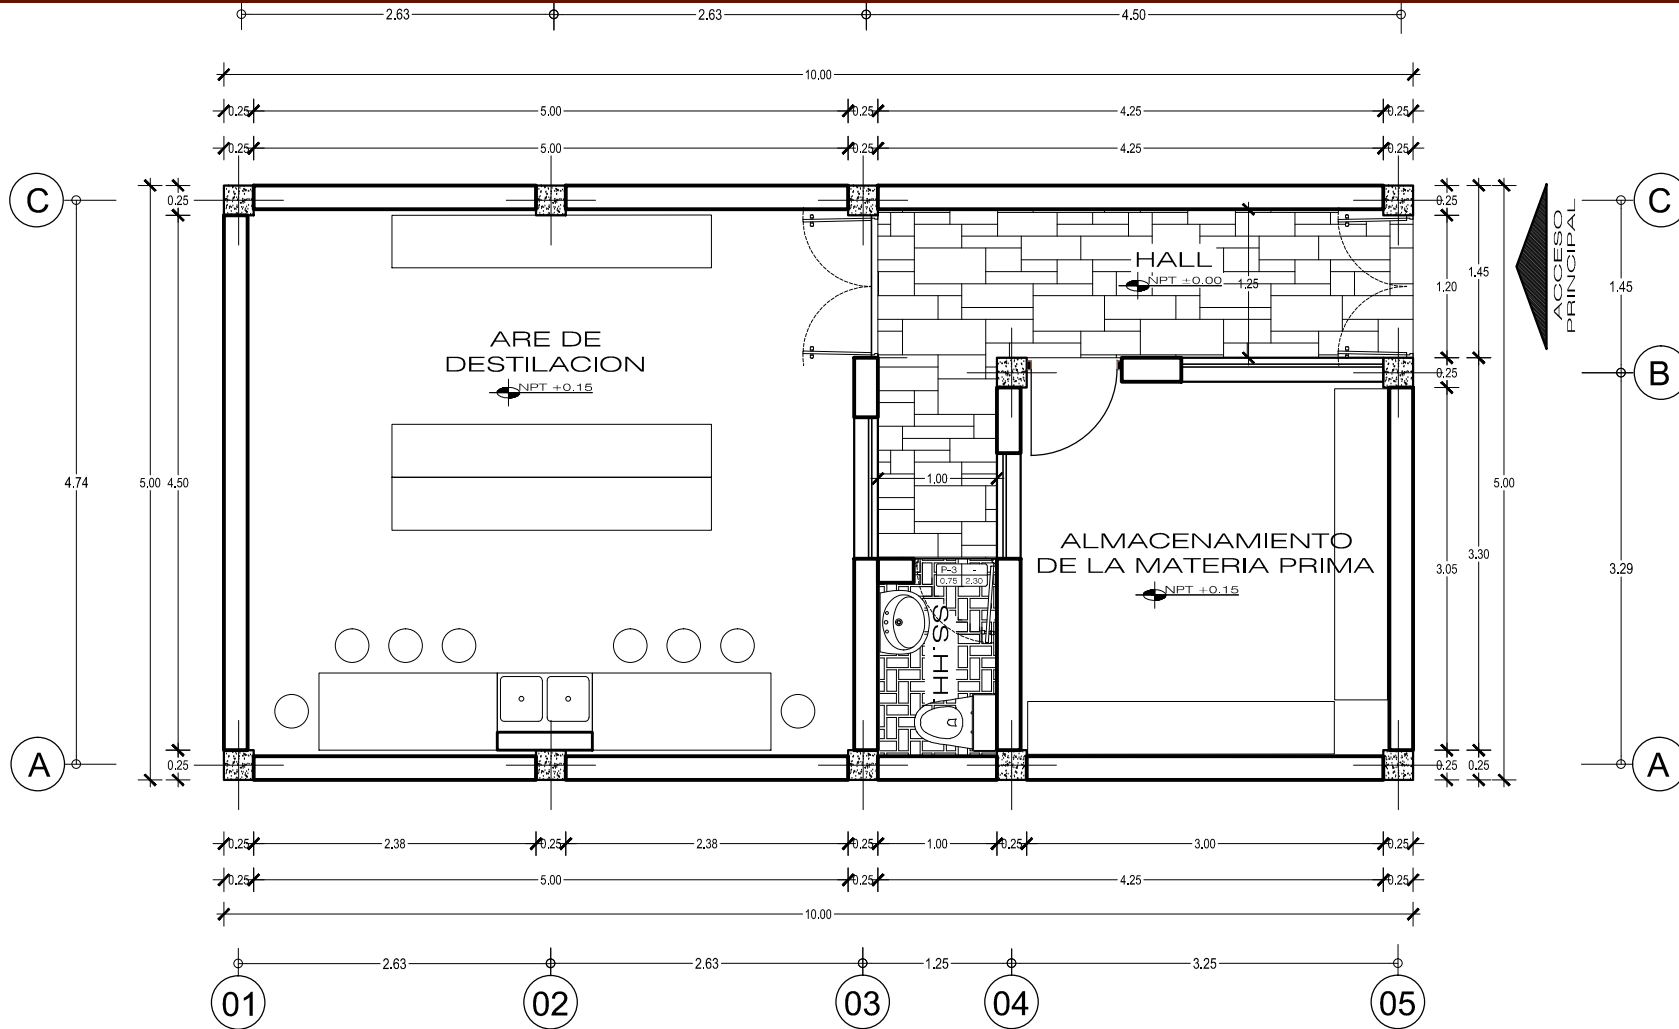 2.63 2.63 4.50
10.00
0.25 5.00 0.25 4.25 0.25
0.25 5.00 0.25 4.25 0.25
C
C
B
A
A
4.74
5.00
0.25
4.50
0.25
ARE DE
DESTILACION
NPT +0.15
HALL
NPT ±0.00
1.25
1.00
ALMACENAMIENTO
DE LA MATERIA PRIMA
NPT +0.15
P-3 -
0.75 2.30
SS.HH
0.25
1.20
0.25
3.05
0.25
1.45
3.30
0.25
5.00
ACCESO
PRINCIPAL
1.45
3.29
0.25 2.38 0.25 2.38 0.25 1.00 0.25 3.00 0.25
0.25 5.00 0.25 4.25 0.25
10.00
2.63 2.63 1.25 3.25
01 02 03 04 05